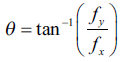 θ = tan⁻¹(f_y / f_x)